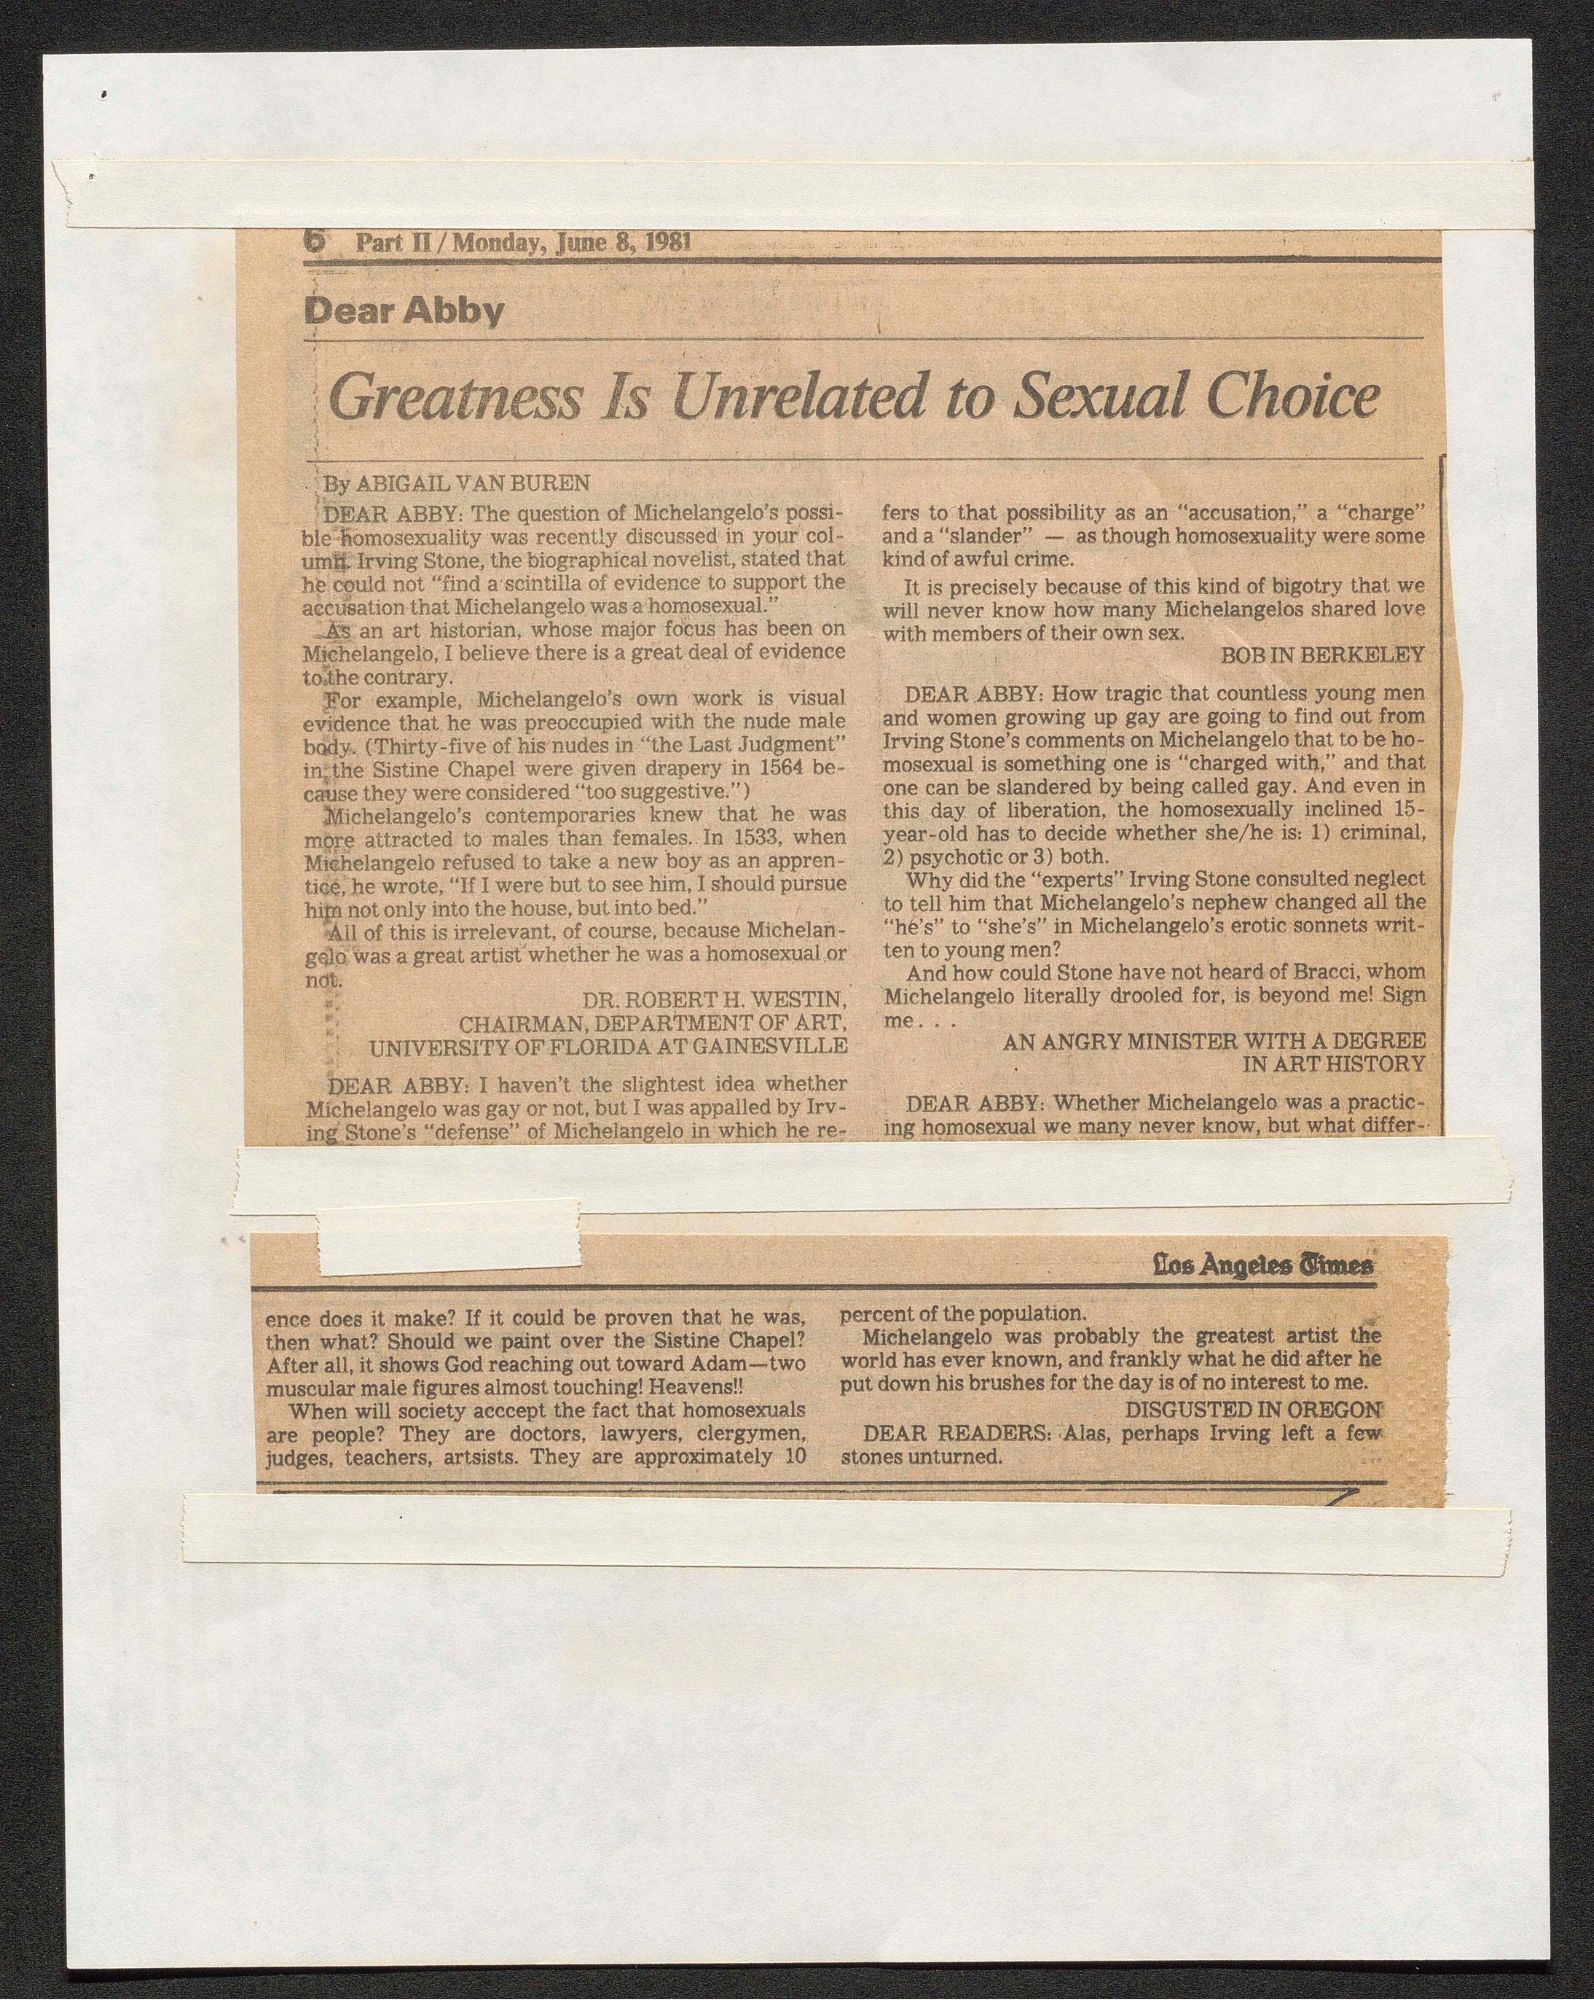 6 Part II / Monday, June 8, 1981
Dear Abby
Greatness Is Unrelated to Sexual Choice
By ABIGAIL VAN BUREN
DEAR ABBY: The question of Michelangelo's possi-
ble homosexuality was recently discussed in your col-
umn. Irving Stone, the biographical novelist, stated that
he could not "find a scintilla of evidence to support the
accusation that Michelangelo was a homosexual."
As an art historian, whose major focus has been on
Michelangelo, I believe there is a great deal of evidence
to the contrary.
For example, Michelangelo's own work is visual
evidence that he was preoccupied with the nude male
body. (Thirty-five of his nudes in "the Last Judgment"
in the Sistine Chapel were given drapery in 1564 be-
cause they were considered "too suggestive.")
Michelangelo's contemporaries knew that he was
more attracted to males than females. In 1533, when
Michelangelo refused to take a new boy as an appren-
tice, he wrote, "If I were but to see him, I should pursue
him not only into the house, but into bed."
All of this is irrelevant, of course, because Michelan-
gelo was a great artist whether he was a homosexual or
not.
DR. ROBERT H. WESTIN,
CHAIRMAN, DEPARTMENT OF ART,
UNIVERSITY OF FLORIDA AT GAINESVILLE
DEAR ABBY: I haven't the slightest idea whether
Michelangelo was gay or not, but I was appalled by Irv-
ing Stone's "defense" of Michelangelo in which he re-
fers to that possibility as an "accusation," a "charge"
and a "slander" — as though homosexuality were some
kind of awful crime.
It is precisely because of this kind of bigotry that we
will never know how many Michelangelos shared love
with members of their own sex.
BOB IN BERKELEY
DEAR ABBY: How tragic that countless young men
and women growing up gay are going to find out from
Irving Stone's comments on Michelangelo that to be ho-
mosexual is something one is "charged with," and that
one can be slandered by being called gay. And even in
this day of liberation, the homosexually inclined 15-
year-old has to decide whether she/he is: 1) criminal,
2) psychotic or 3) both.
Why did the "experts" Irving Stone consulted neglect
to tell him that Michelangelo's nephew changed all the
"he's" to "she's" in Michelangelo's erotic sonnets writ-
ten to young men?
And how could Stone have not heard of Bracci, whom
Michelangelo literally drooled for, is beyond me! Sign
me. . .
AN ANGRY MINISTER WITH A DEGREE
IN ART HISTORY
DEAR ABBY: Whether Michelangelo was a practic-
ing homosexual we many never know, but what differ-
Los Angeles Times
ence does it make? If it could be proven that he was,
then what? Should we paint over the Sistine Chapel?
After all, it shows God reaching out toward Adam—two
muscular male figures almost touching! Heavens!!
When will society acccept the fact that homosexuals
are people? They are doctors, lawyers, clergymen,
judges, teachers, artsists. They are approximately 10
percent of the population.
Michelangelo was probably the greatest artist the
world has ever known, and frankly what he did after he
put down his brushes for the day is of no interest to me.
DISGUSTED IN OREGON
DEAR READERS: Alas, perhaps Irving left a few
stones unturned.